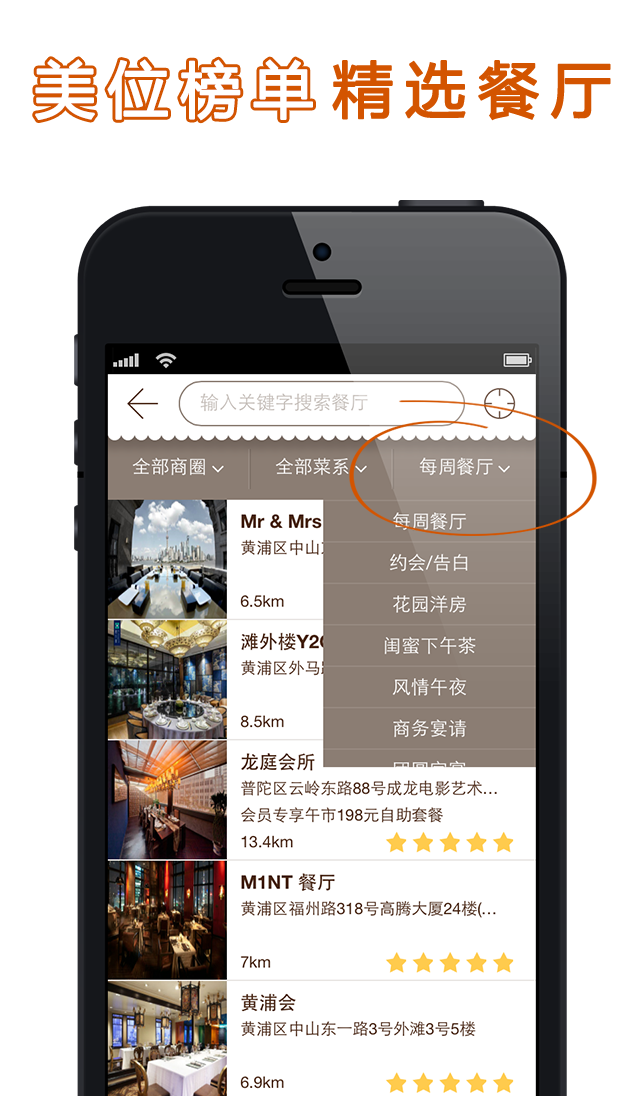 美位榜单 精选餐厅
输入关键字搜索餐厅
全部商圈 全部菜系 每周餐厅
每周餐厅
约会/告白
花园洋房
闺蜜下午茶
风情午夜
商务宴请
Mr & Mrs
黄浦区中山
6.5km
滩外楼Y2
黄浦区外马
8.5km
龙庭会所
普陀区云岭东路88号成龙电影艺术...
会员专享午市198元自助套餐
13.4km
M1NT 餐厅
黄浦区福州路318号高腾大厦24楼(...
7km
黄浦会
黄浦区中山东一路3号外滩3号5楼
6.9km